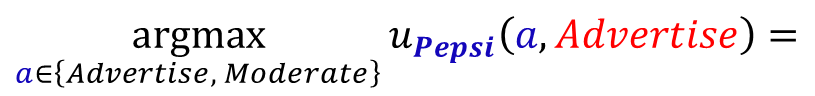 argmax u_Pepsi(a, Advertise) =
a∈{Advertise, Moderate}